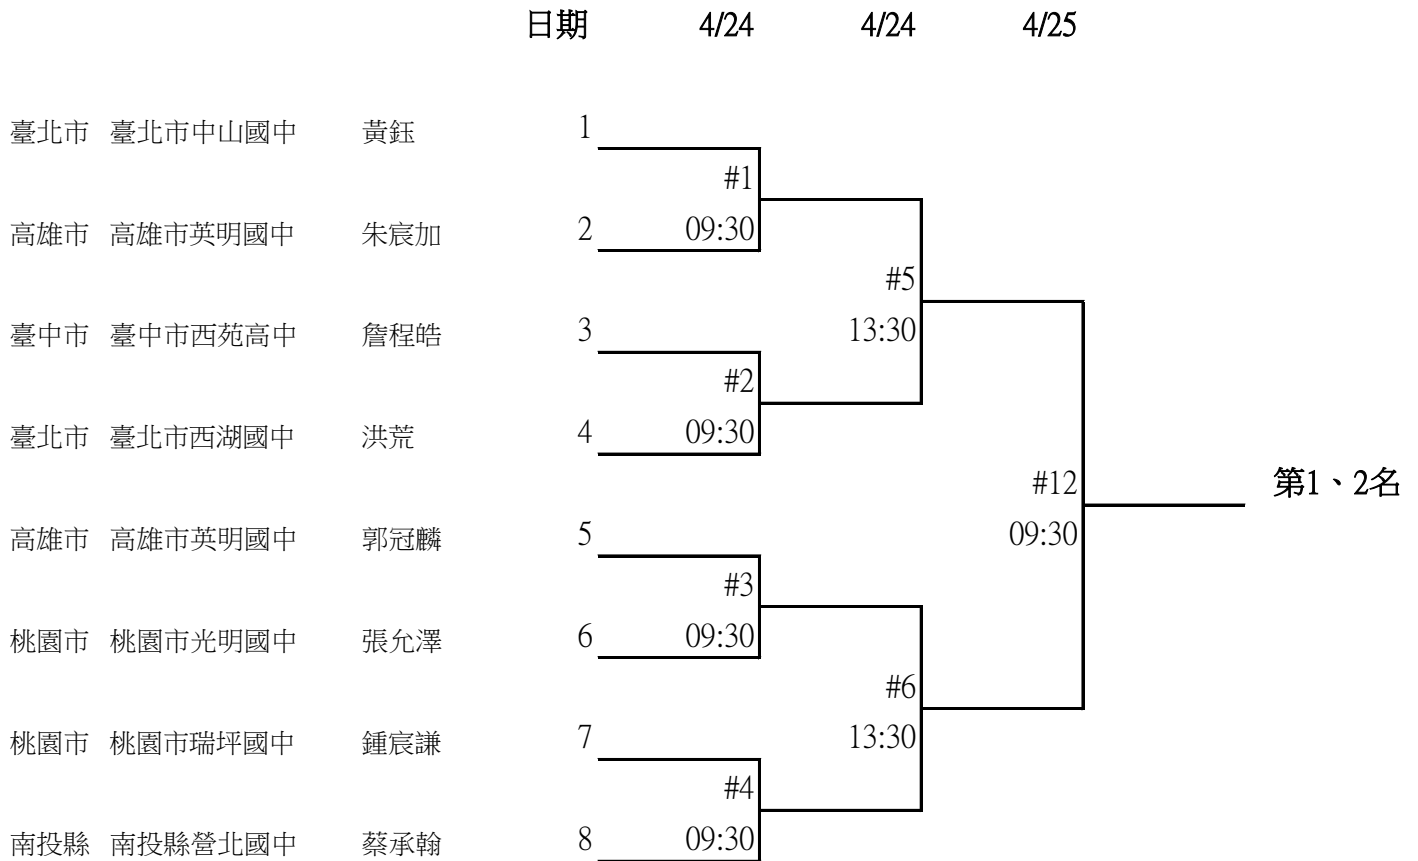 日期 4/24 4/24 4/25
臺北市 臺北市中山國中 黃鈺 1
#1
高雄市 高雄市英明國中 朱宸加 2 09:30
#5
臺中市 臺中市西苑高中 詹程皓 3 13:30
#2
臺北市 臺北市西湖國中 洪荒 4 09:30
#12 第1、2名
高雄市 高雄市英明國中 郭冠麟 5 09:30
#3
桃園市 桃園市光明國中 張允澤 6 09:30
#6
桃園市 桃園市瑞坪國中 鍾宸謙 7 13:30
#4
南投縣 南投縣營北國中 蔡承翰 8 09:30